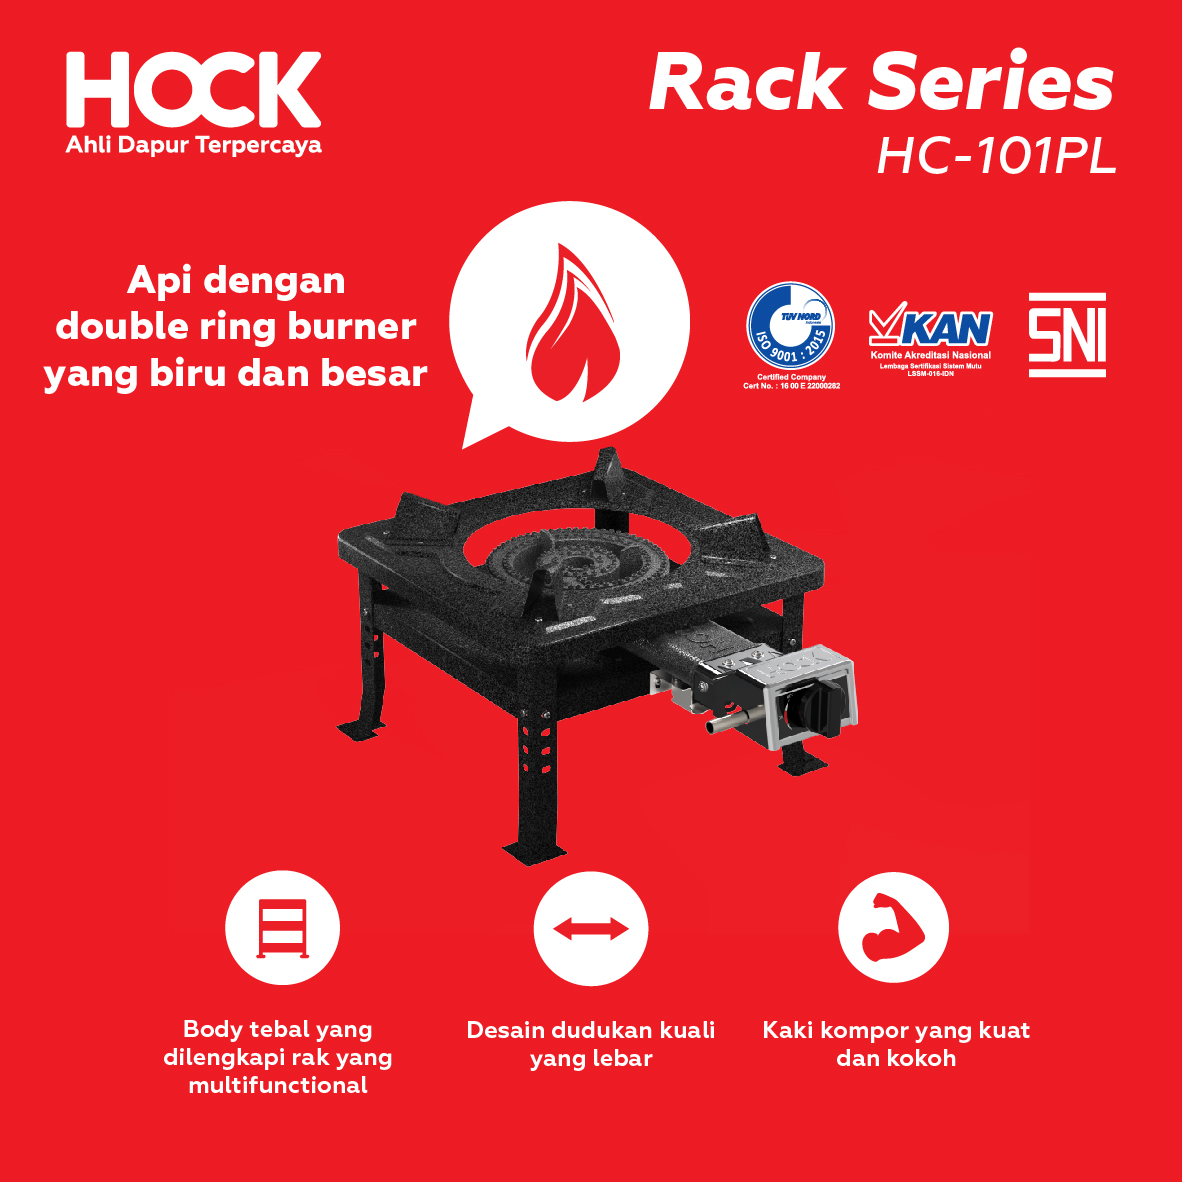 HOCK
Ahli Dapur Terpercaya
Rack Series
HC-101PL
Api dengan
double ring burner
yang biru dan besar
TUV NORD
Indonesia
ISO 9001 : 2015
Certified Company
Cert No. : 16 00 E 22000282
KAN
Komite Akreditasi Nasional
Lembaga Sertifikasi Sistem Mutu
LSSM-016-IDN
SNI
HOCK
Body tebal yang
dilengkapi rak yang
multifunctional
Desain dudukan kuali
yang lebar
Kaki kompor yang kuat
dan kokoh